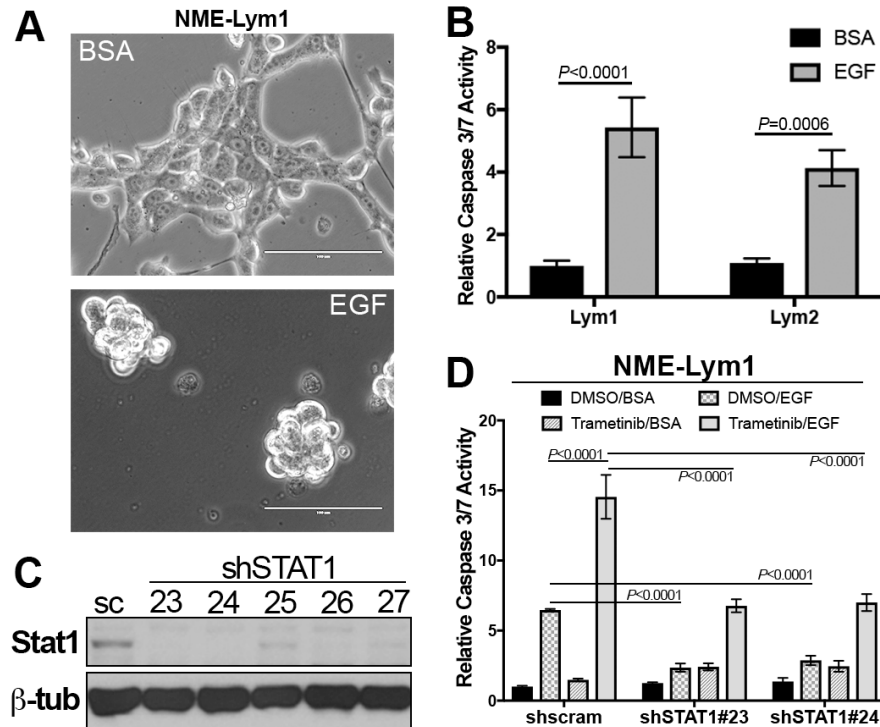 A
NME-Lym1
BSA
EGF
B
BSA
EGF
Relative Caspase 3/7 Activity
8
6
4
2
0
P<0.0001
P=0.0006
Lym1
Lym2
C
shSTAT1
sc 23 24 25 26 27
Stat1
β-tub
D
NME-Lym1
DMSO/BSA DMSO/EGF
Trametinib/BSA Trametinib/EGF
Relative Caspase 3/7 Activity
20
15
10
5
0
P<0.0001
P<0.0001
P<0.0001
P<0.0001
P<0.0001
shscram shSTAT1#23 shSTAT1#24